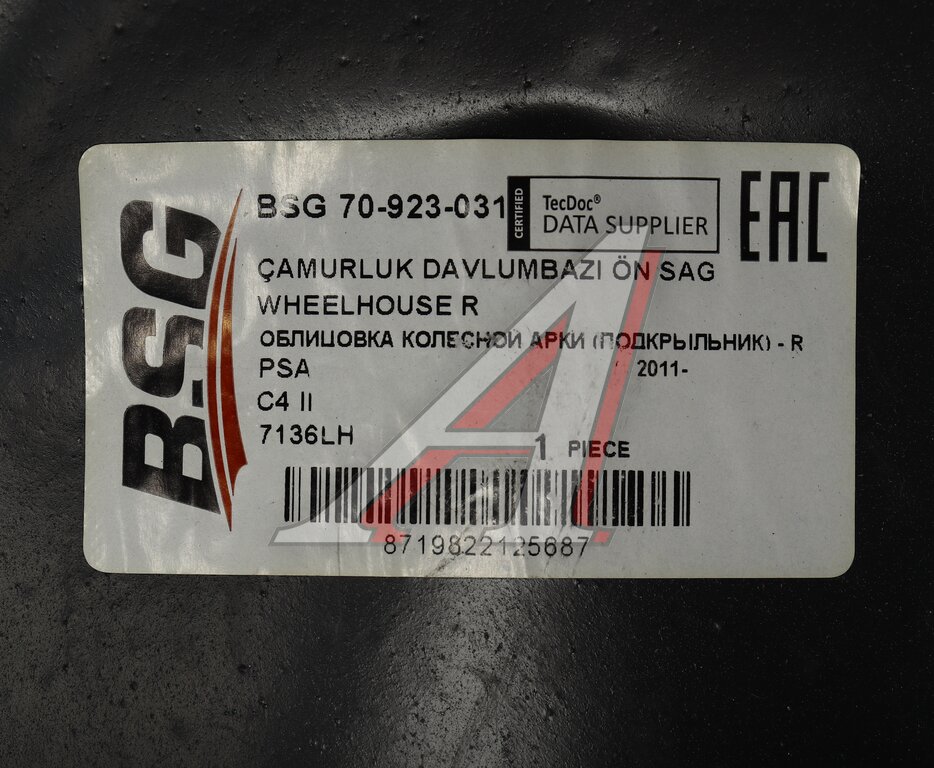 BSG
BSG 70-923-031
CERTIFIED
TecDoc®
DATA SUPPLIER
EAC
ÇAMURLUK DAVLUMBAZI ÖN SAG
WHEELHOUSE R
ОБЛИЦОВКА КОЛЕСНОЙ АРКИ (ПОДКРЫЛЬНИК) - R
PSA 2011-
C4 II
7136LH 1 PIECE
8719822125687